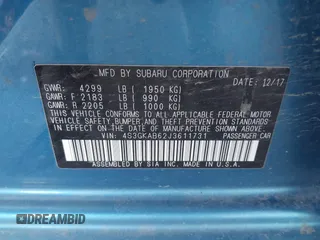 MFD BY SUBARU CORPORATION
GVWR: 4299 LB ( 1950 KG) DATE: 12/17
GAWR: F 2183 LB ( 990 KG)
GAWR: R 2205 LB ( 1000 KG)
VIN: 4S3GKAB62J3611731 PASSENGER CAR
THIS VEHICLE CONFORMS TO ALL APPLICABLE FEDERAL MOTOR
VEHICLE SAFETY, BUMPER, AND THEFT PREVENTION STANDARDS
IN EFFECT ON THE DATE OF MANUFACTURE SHOWN ABOVE.
ASSEMBLED BY SIA INC. MADE IN U.S.A.
DREAMBID